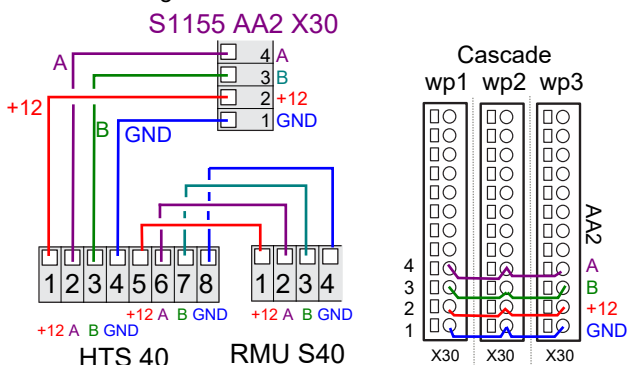 S1155 AA2 X30
4 A
3 B
2 +12
1 GND
A
+12
B
GND
1 2 3 4 5 6 7 8
+12 A B GND
+12 A B GND
HTS 40
1 2 3 4
+12 A B GND
RMU S40
Cascade
wp1 wp2 wp3
AA2
4 A
3 B
2 +12
1 GND
X30 X30 X30